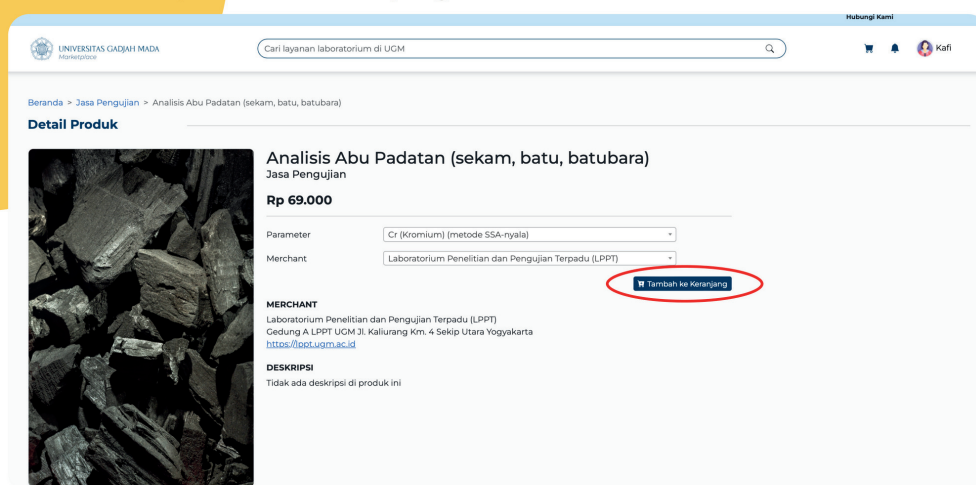 Hubungi Kami
UNIVERSITAS GADJAH MADA
Marketplace
Cari layanan laboratorium di UGM
Kafi
Beranda > Jasa Pengujian > Analisis Abu Padatan (sekam, batu, batubara)
Detail Produk
Analisis Abu Padatan (sekam, batu, batubara)
Jasa Pengujian
Rp 69.000
Parameter Cr (Kromium) (metode SSA-nyala)
Merchant Laboratorium Penelitian dan Pengujian Terpadu (LPPT)
Tambah ke Keranjang
MERCHANT
Laboratorium Penelitian dan Pengujian Terpadu (LPPT)
Gedung A LPPT UGM Jl. Kaliurang Km. 4 Sekip Utara Yogyakarta
https://lppt.ugm.ac.id
DESKRIPSI
Tidak ada deskripsi di produk ini